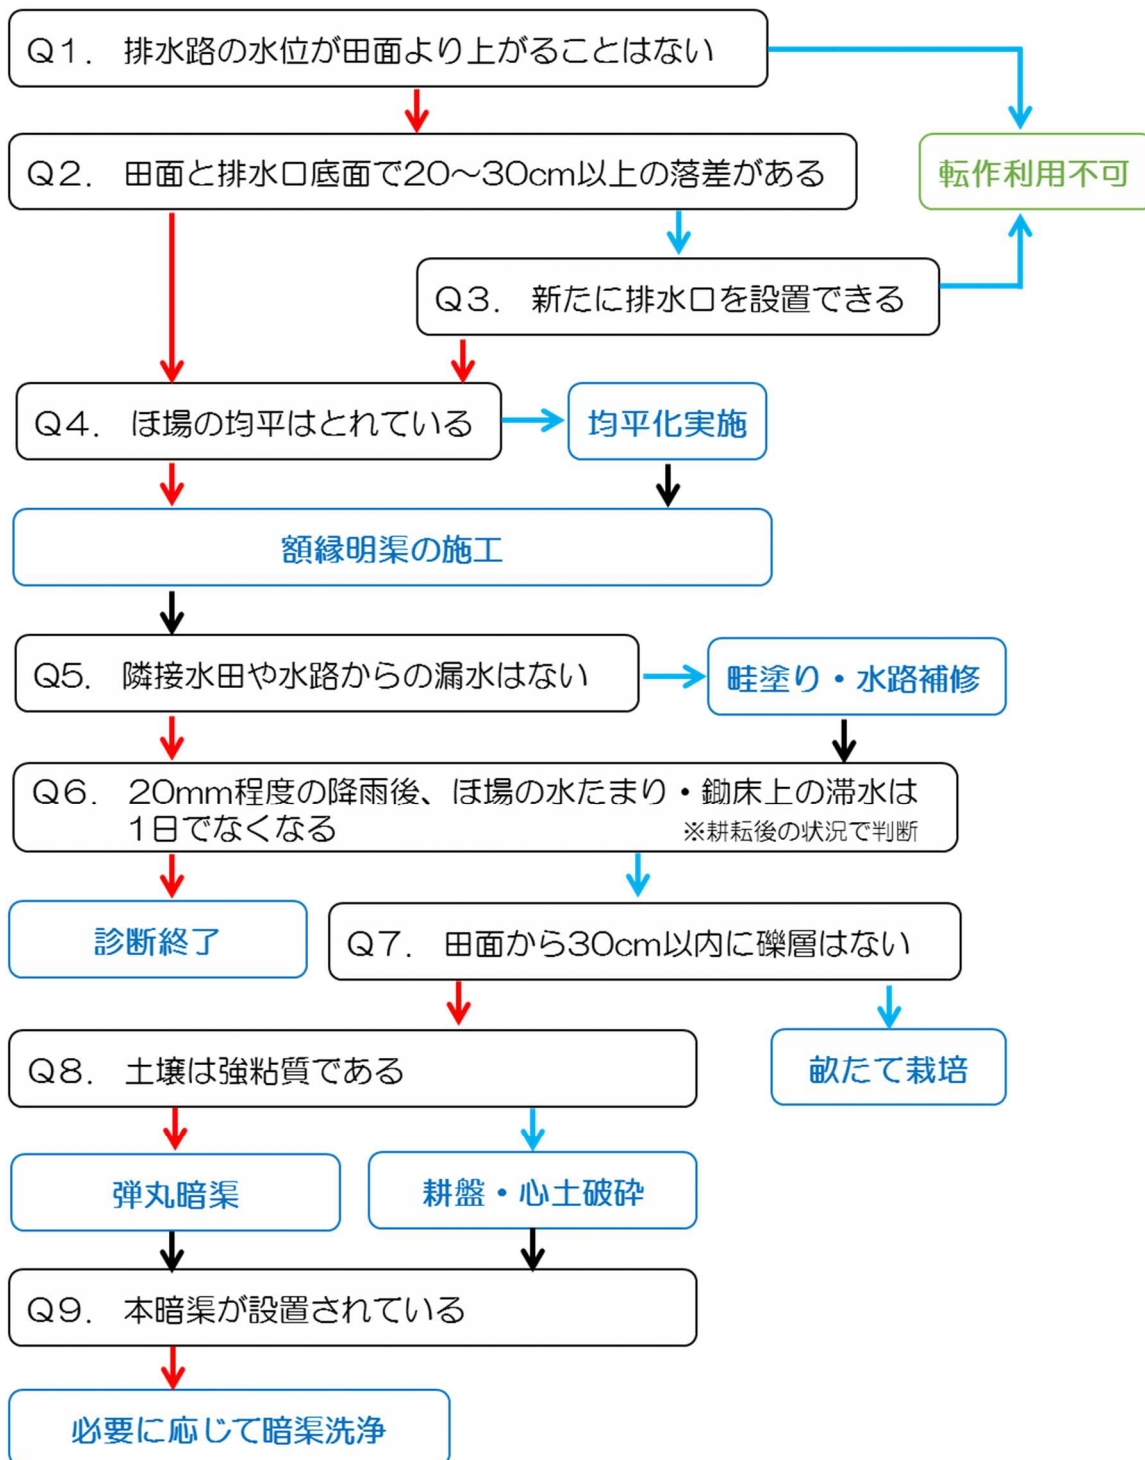 Q1. 排水路の水位が田面より上がることはない
Q2. 田面と排水口底面で20～30cm以上の落差がある
転作利用不可
Q3. 新たに排水口を設置できる
Q4. ほ場の均平はとれている
均平化実施
額縁明渠の施工
Q5. 隣接水田や水路からの漏水はない
畦塗り・水路補修
Q6. 20mm程度の降雨後、ほ場の水たまり・鋤床上の滞水は
1日でなくなる
※耕耘後の状況で判断
診断終了
Q7. 田面から30cm以内に礫層はない
Q8. 土壌は強粘質である
畝たて栽培
弾丸暗渠
耕盤・心土破砕
Q9. 本暗渠が設置されている
必要に応じて暗渠洗浄